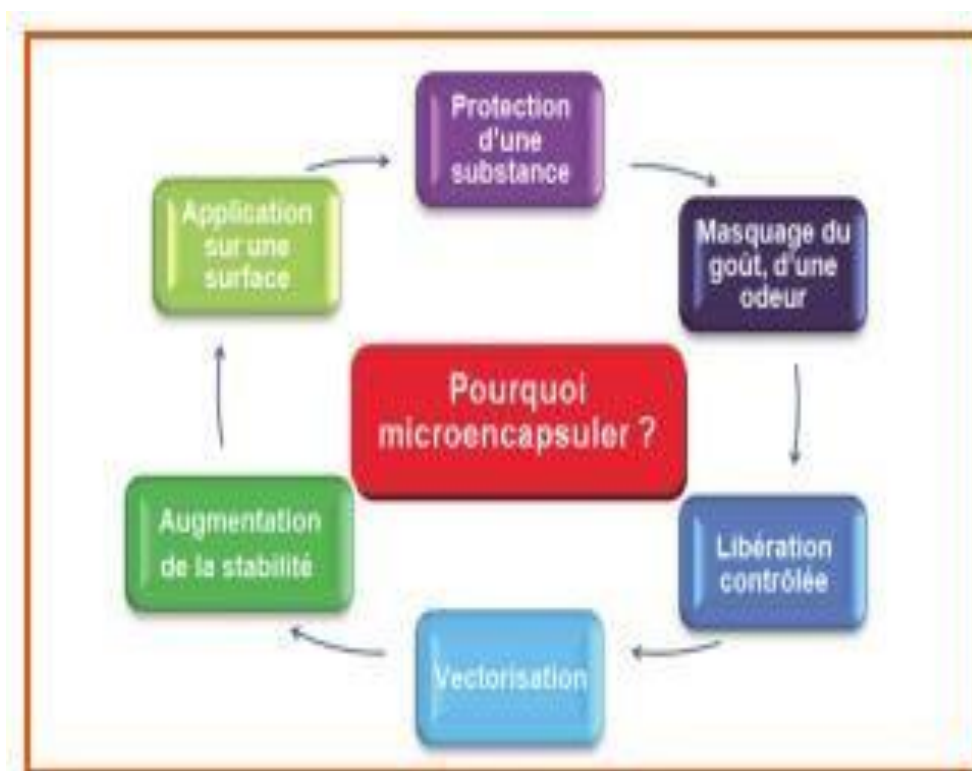 Protection
d'une
substance
Masquage du
goût, d'une
odeur
Libération
contrôlée
Vectorisation
Augmentation
de la stabilité
Application
sur une
surface
Pourquoi
microencapsuler ?